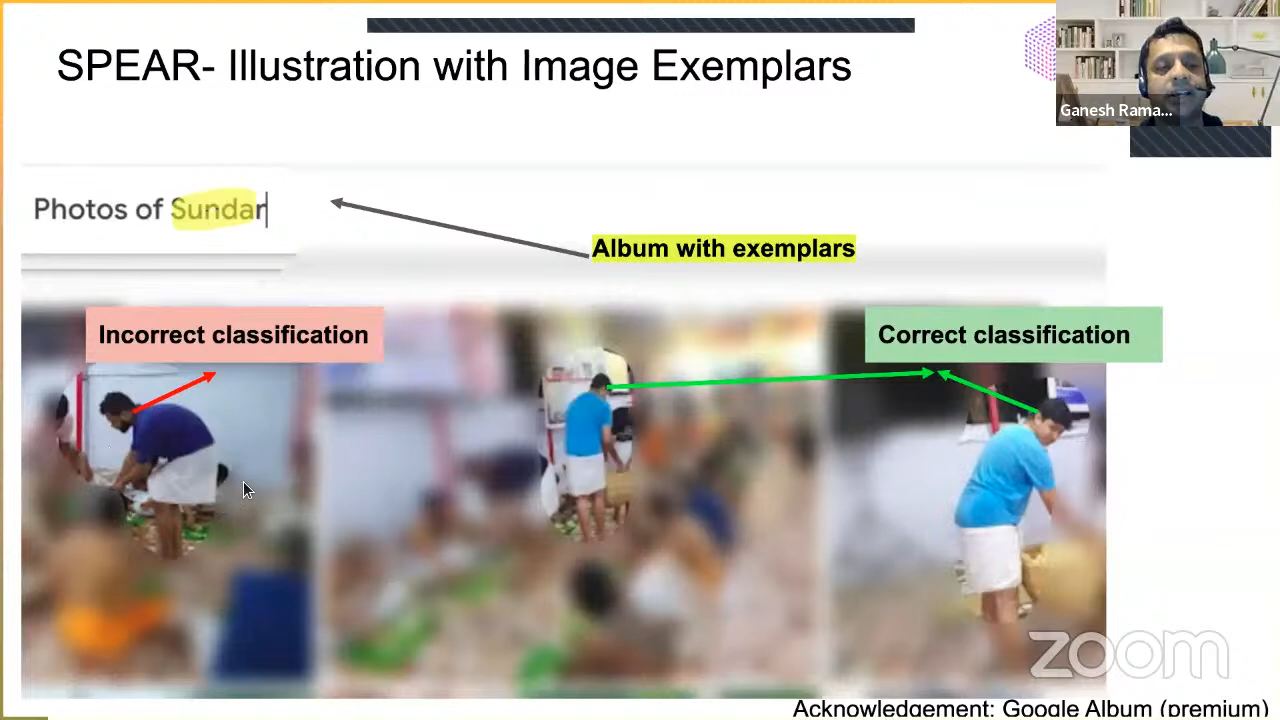 SPEAR- Illustration with Image Exemplars
Ganesh Rama...
Photos of Sundar
Album with exemplars
Incorrect classification
Correct classification
zoom
Acknowledgement: Google Album (premium)